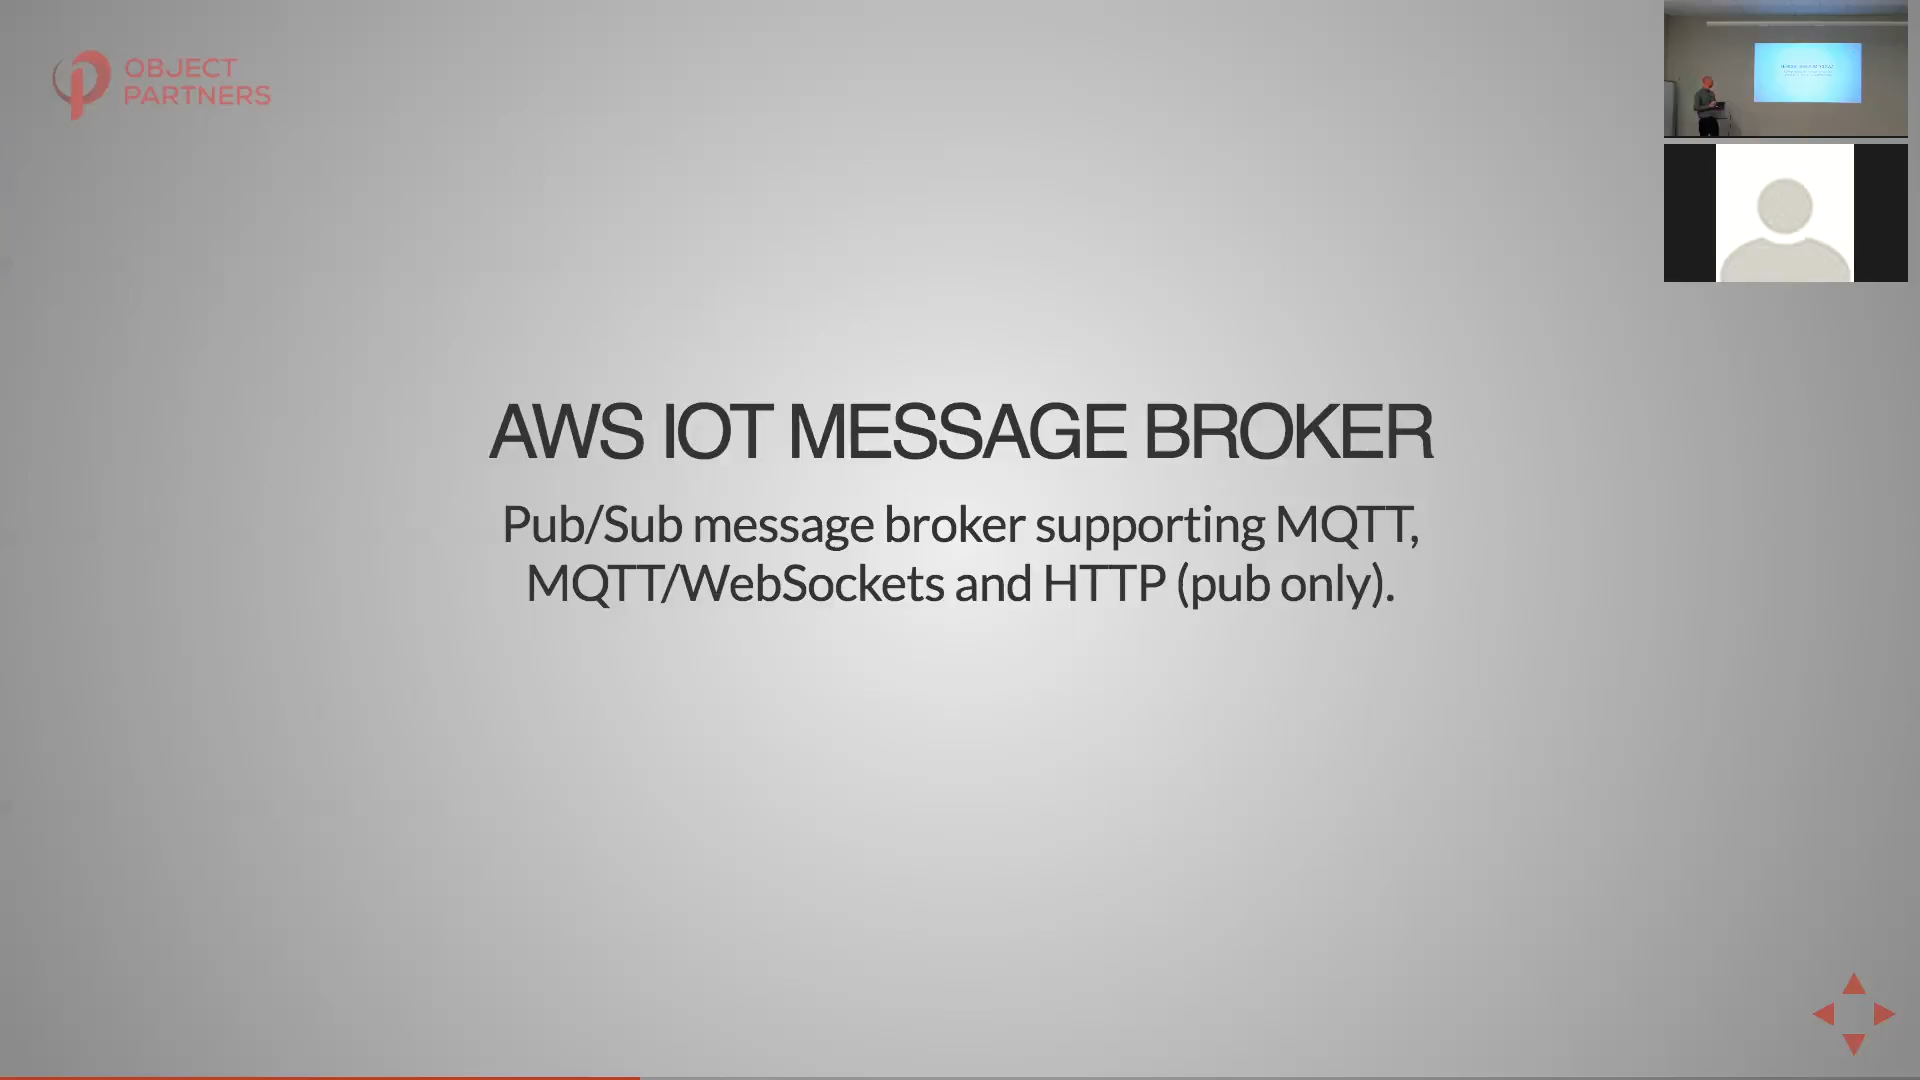 OBJECT
PARTNERS
AWS IOT MESSAGE BROKER
Pub/Sub message broker supporting MQTT,
MQTT/WebSockets and HTTP (pub only).